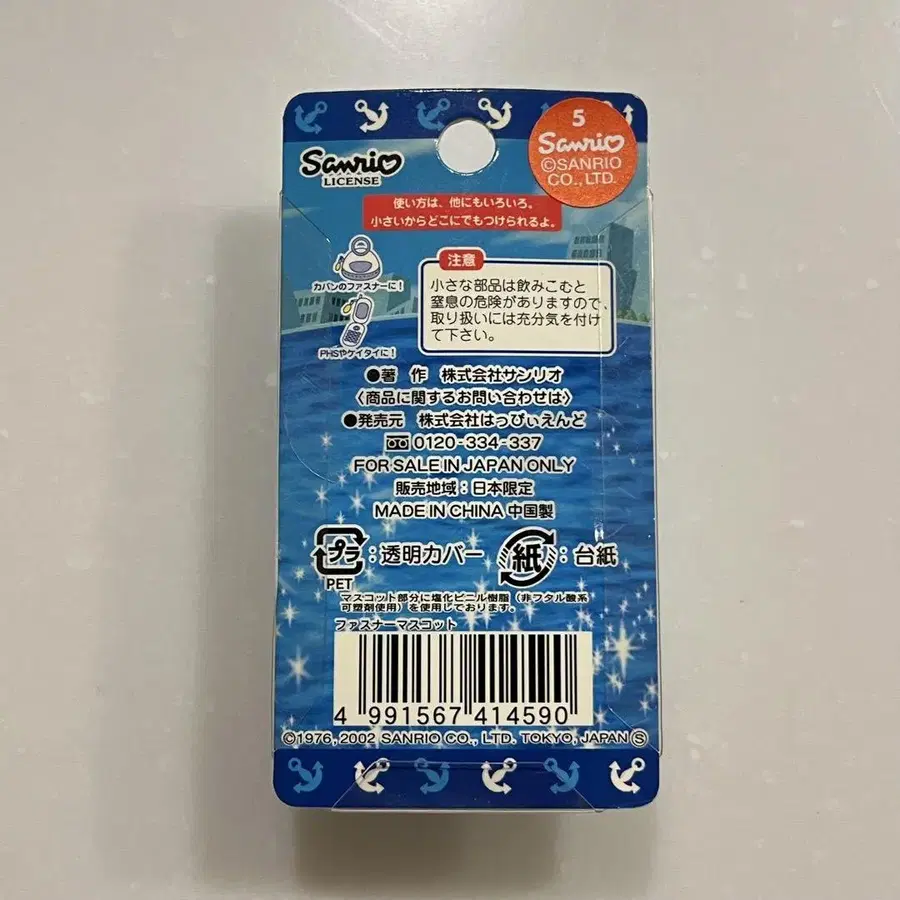 Sanrio
LICENSE
5
Sanrio
©SANRIO
CO., LTD.
使い方は、他にもいろいろ。
小さいからどこにでもつけられるよ。
カバンのファスナーに!
PHSやケイタイに!
注意
小さな部品は飲みこむと
窒息の危険がありますので、
取り扱いには充分気を付け
て下さい。
●著 作 株式会社サンリオ
〈商品に関するお問い合わせは〉
●発売元 株式会社はっぴぃえんど
0120-334-337
FOR SALE IN JAPAN ONLY
販売地域:日本限定
MADE IN CHINA 中国製
プラ:透明カバー 紙:台紙
PET
マスコット部分に塩化ビニル樹脂(非フタル酸系
可塑剤使用)を使用しております。
ファスナーマスコット
4 991567 414590
©1976, 2002 SANRIO CO., LTD. TOKYO, JAPAN Ⓢ